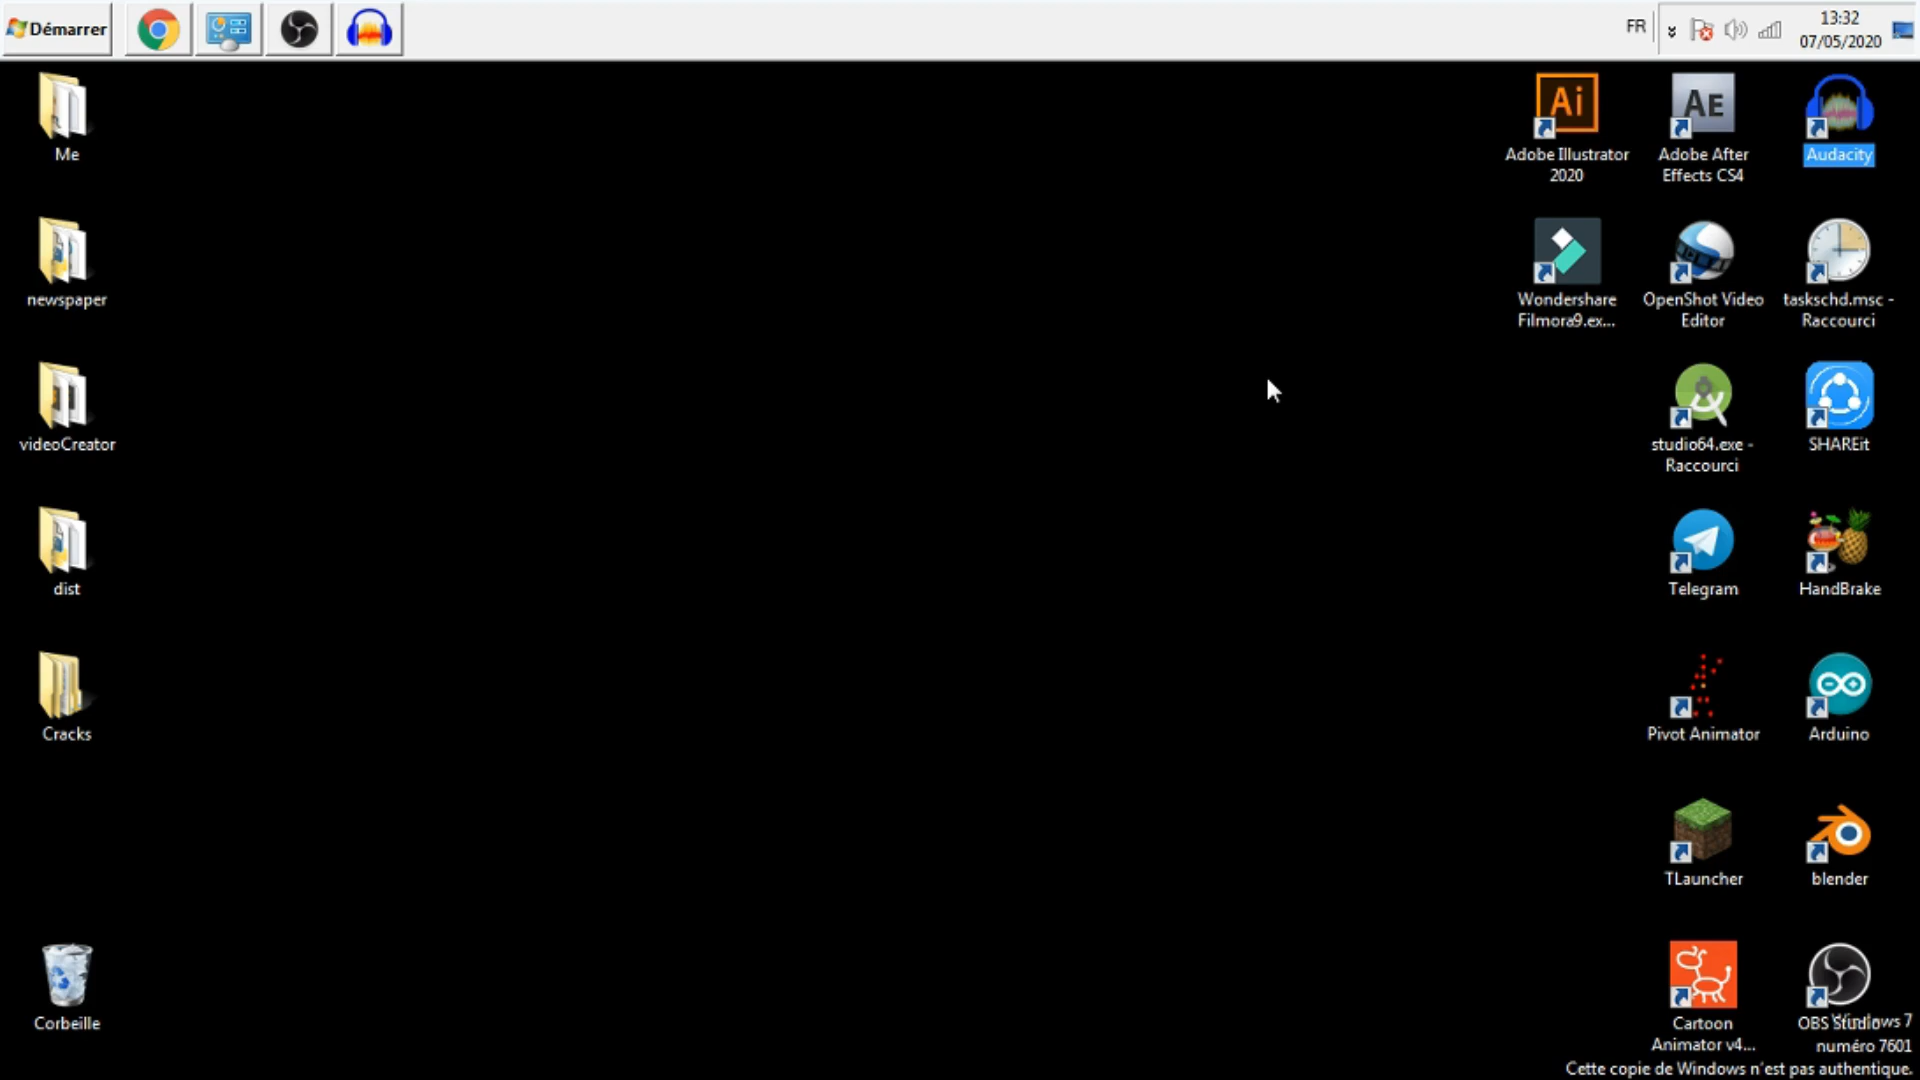 Démarrer
FR
13:32
07/05/2020
Me
newspaper
videoCreator
dist
Cracks
Corbeille
Ai
Adobe Illustrator
2020
AE
Adobe After
Effects CS4
Audacity
Wondershare
Filmora9.ex...
OpenShot Video
Editor
taskschd.msc -
Raccourci
studio64.exe -
Raccourci
SHAREit
Telegram
HandBrake
Pivot Animator
Arduino
TLauncher
blender
Cartoon
Animator v4...
OBS Studio
Windows 7
numéro 7601
Cette copie de Windows n'est pas authentique.